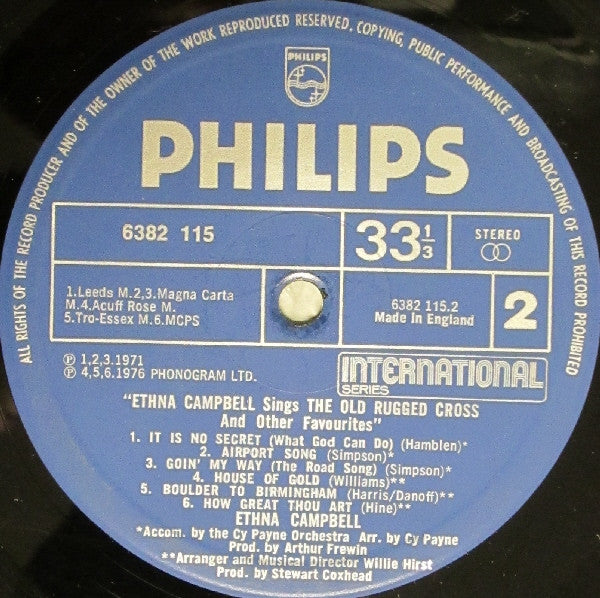 ALL RIGHTS OF THE RECORD PRODUCER AND OF THE OWNER OF THE WORK REPRODUCED RESERVED. COPYING, PUBLIC PERFORMANCE AND BROADCASTING OF THIS RECORD PROHIBITED
PHILIPS
PHILIPS
6382 115
33 1/3
STEREO
1.Leeds M.2,3.Magna Carta
M.4.Acuff Rose M.
5.Tro-Essex M.6.MCPS
6382 115.2
Made in England
2
Ⓟ 1,2,3.1971
Ⓟ 4,5,6.1976 PHONOGRAM LTD.
INTERNATIONAL
SERIES
"ETHNA CAMPBELL Sings THE OLD RUGGED CROSS
And Other Favourites"
1. IT IS NO SECRET (What God Can Do) (Hamblen)*
2. AIRPORT SONG (Simpson)*
3. GOIN' MY WAY (The Road Song) (Simpson)*
4. HOUSE OF GOLD (Williams)**
5. BOULDER TO BIRMINGHAM (Harris/Danoff)**
6. HOW GREAT THOU ART (Hine)**
ETHNA CAMPBELL
*Accom. by the Cy Payne Orchestra Arr. by Cy Payne
Prod. by Arthur Frewin
**Arranger and Musical Director Willie Hirst
Prod. by Stewart Coxhead